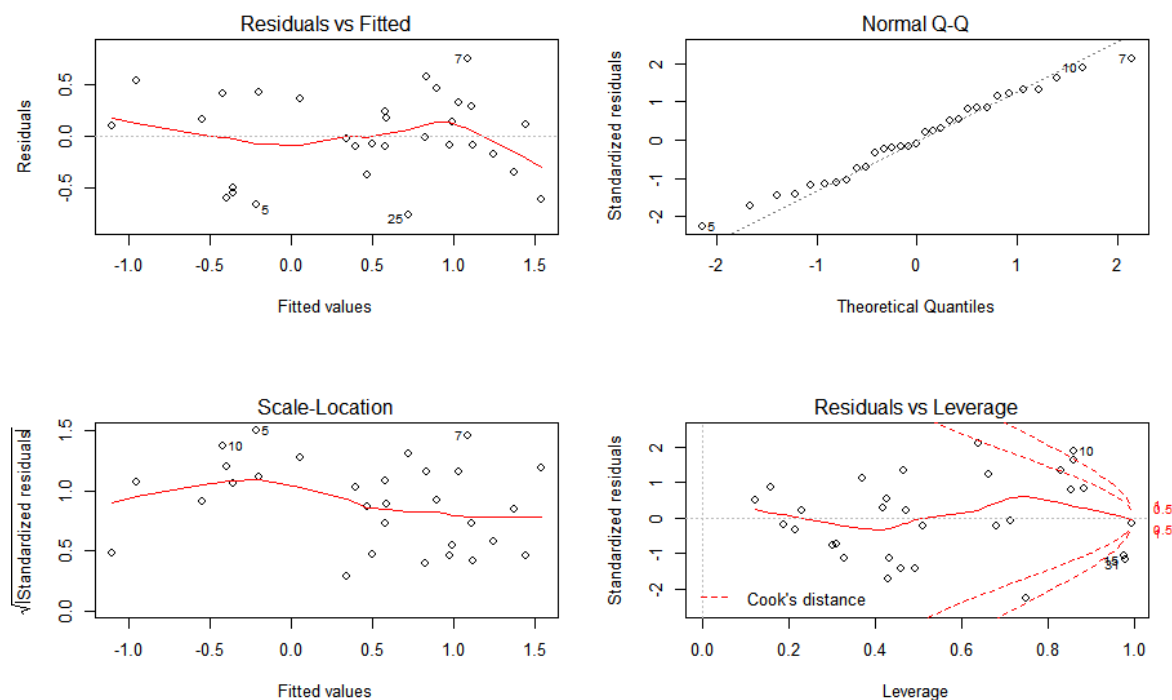 Residuals vs Fitted
Residuals
0.5
0.0
-0.5
7
5
25
-1.0 -0.5 0.0 0.5 1.0 1.5
Fitted values
Normal Q-Q
Standardized residuals
2
1
0
-1
-2
10
7
5
-2 -1 0 1 2
Theoretical Quantiles
Scale-Location
√|Standardized residuals|
1.5
1.0
0.5
0.0
10
5
7
-1.0 -0.5 0.0 0.5 1.0 1.5
Fitted values
Residuals vs Leverage
Standardized residuals
2
1
0
-1
-2
10
15
31
1
0.5
0.5
1
Cook's distance
0.0 0.2 0.4 0.6 0.8 1.0
Leverage